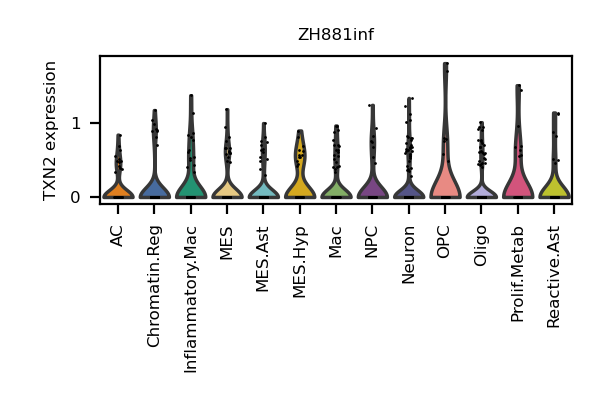 ZH881inf
TXN2 expression
1
0
AC
Chromatin.Reg
Inflammatory.Mac
MES
MES.Ast
MES.Hyp
Mac
NPC
Neuron
OPC
Oligo
Prolif.Metab
Reactive.Ast